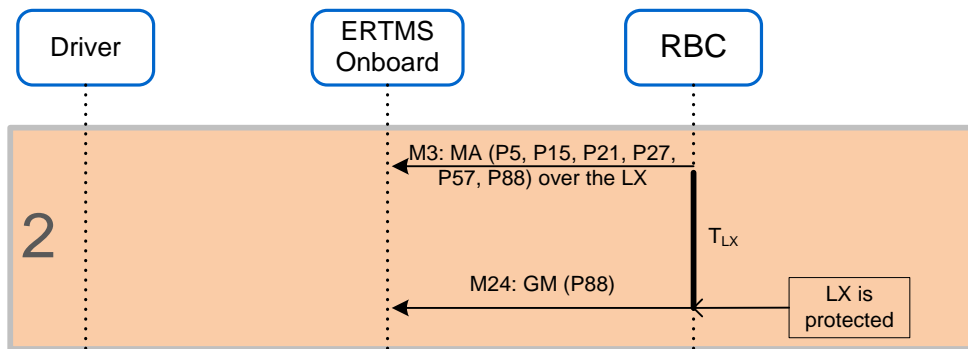 Driver
ERTMS
Onboard
RBC
M3: MA (P5, P15, P21, P27,
P57, P88) over the LX
2
TLX
M24: GM (P88)
LX is
protected